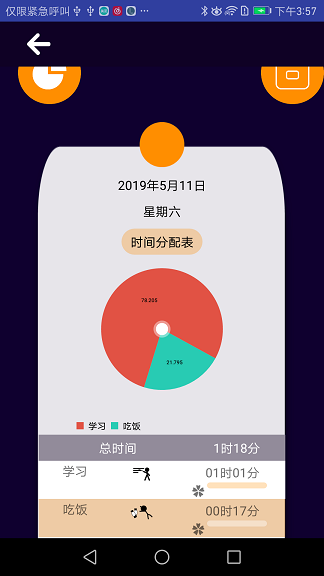 仅限紧急呼叫 ··· 下午3:57
2019年5月11日
星期六
时间分配表
78.205
21.795
学习 吃饭
总时间 1时18分
学习 01时01分
吃饭 00时17分